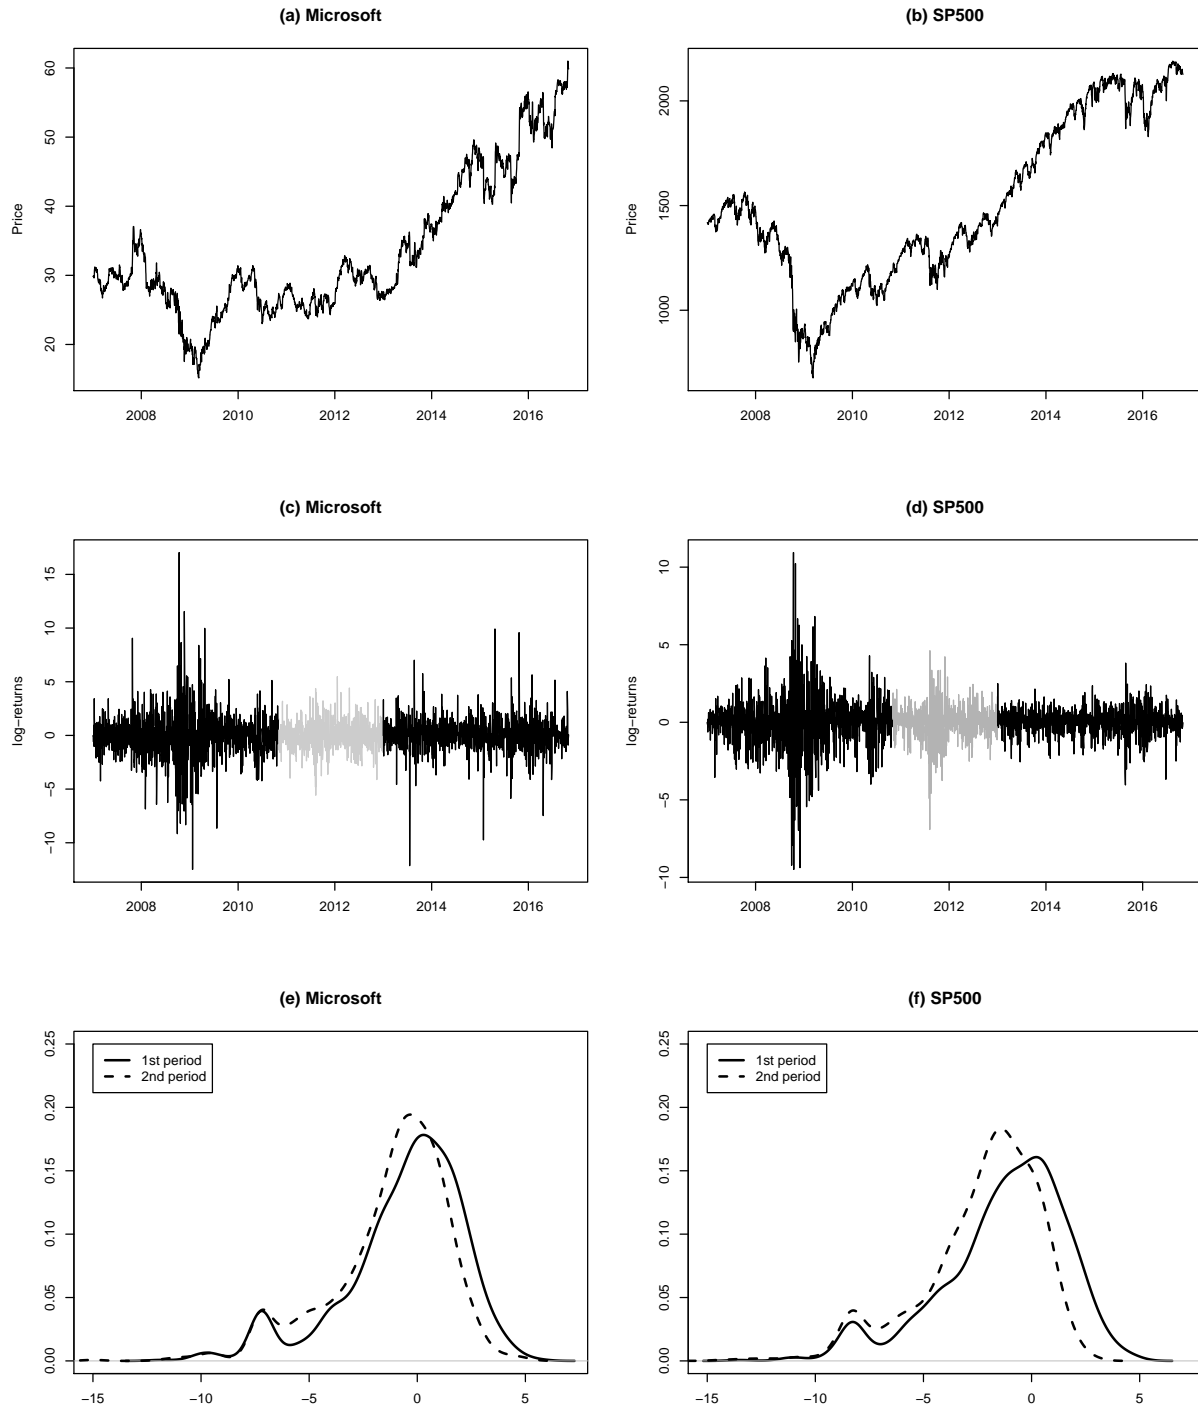 (a) Microsoft
Price
20 30 40 50 60
2008 2010 2012 2014 2016
(b) SP500
Price
1000 1500 2000
2008 2010 2012 2014 2016
(c) Microsoft
log−returns
−10 −5 0 5 10 15
2008 2010 2012 2014 2016
(d) SP500
log−returns
−10 −5 0 5 10
2008 2010 2012 2014 2016
(e) Microsoft
0.00 0.05 0.10 0.15 0.20 0.25
1st period
2nd period
−15 −10 −5 0 5
(f) SP500
0.00 0.05 0.10 0.15 0.20 0.25
1st period
2nd period
−15 −10 −5 0 5